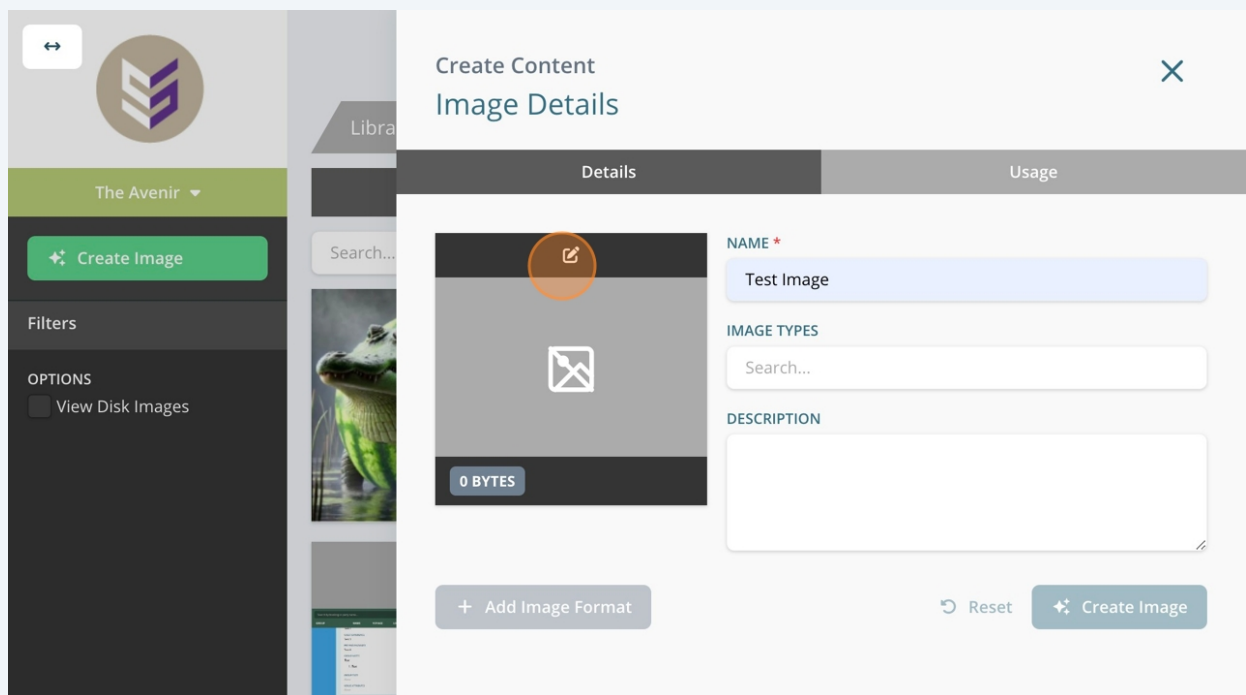 The Avenir
Create Image
Filters
OPTIONS
View Disk Images
Search...
Create Content
Image Details
Details
Usage
NAME *
Test Image
IMAGE TYPES
Search...
DESCRIPTION
0 BYTES
+ Add Image Format
Reset
Create Image